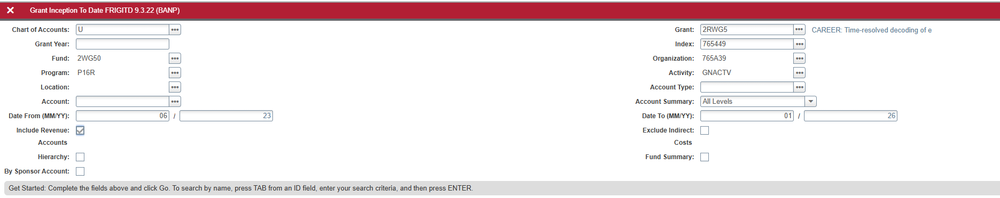 Grant Inception To Date FRIGITD 9.3.22 (BANP)
Chart of Accounts: U Grant: 2RWG5 CAREER: Time-resolved decoding of e
Grant Year: Index: 765449
Fund: 2WG50 Organization: 765A39
Program: P16R Activity: GNACTV
Location: Account Type:
Account: Account Summary: All Levels
Date From (MM/YY): 06 / 23 Date To (MM/YY): 01 / 26
Include Revenue: Exclude Indirect:
Accounts Costs
Hierarchy: Fund Summary:
By Sponsor Account:
Get Started: Complete the fields above and click Go. To search by name, press TAB from an ID field, enter your search criteria, and then press ENTER.